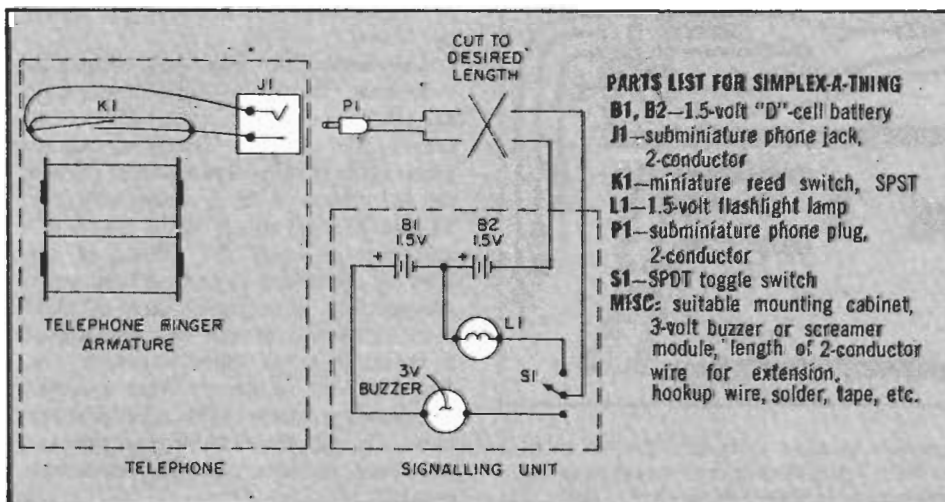 CUT TO
DESIRED
LENGTH
J1
K1
P1
B1
1.5V
B2
1.5V
+
+
TELEPHONE RINGER
ARMATURE
L1
S1
3V
BUZZER
TELEPHONE
SIGNALLING UNIT
PARTS LIST FOR SIMPLEX-A-THING
B1, B2—1.5-volt "D"-cell battery
J1—subminiature phone jack,
2-conductor
K1—miniature reed switch, SPST
L1—1.5-volt flashlight lamp
P1—subminiature phone plug,
2-conductor
S1—SPDT toggle switch
MISC: suitable mounting cabinet,
3-volt buzzer or screamer
module, length of 2-conductor
wire for extension,
hookup wire, solder, tape, etc.